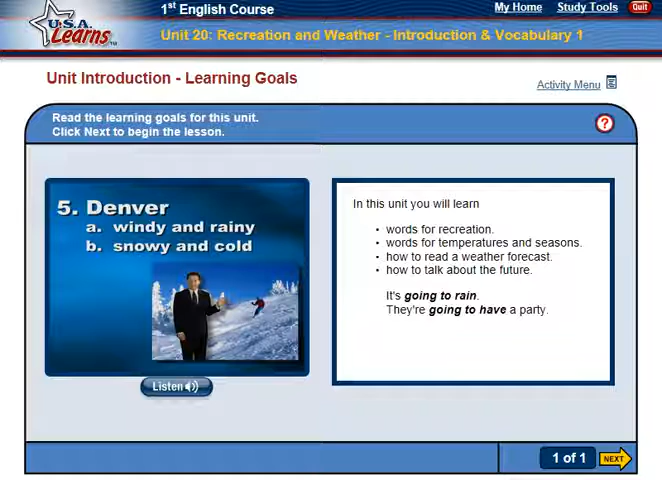 U.S.A.
Learns™
1st English Course
My Home Study Tools Quit
Unit 20: Recreation and Weather - Introduction & Vocabulary 1
Unit Introduction - Learning Goals
Activity Menu
Read the learning goals for this unit.
Click Next to begin the lesson.
?
5. Denver
a. windy and rainy
b. snowy and cold
Listen
In this unit you will learn
• words for recreation.
• words for temperatures and seasons.
• how to read a weather forecast.
• how to talk about the future.
It's going to rain.
They're going to have a party.
1 of 1 NEXT